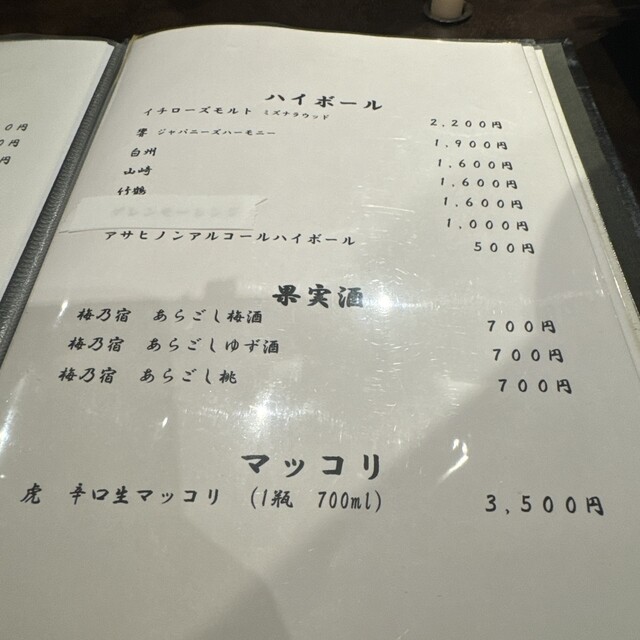 ハイボール
イチローズモルト ミズナラウッド 2,200円
響 ジャパニーズハーモニー 1,900円
白州 1,600円
山崎 1,600円
竹鶴 1,600円
1,000円
アサヒノンアルコールハイボール 500円
果実酒
梅乃宿 あらごし梅酒 700円
梅乃宿 あらごしゆず酒 700円
梅乃宿 あらごし桃 700円
マッコリ
虎 辛口生マッコリ (1瓶 700ml) 3,500円